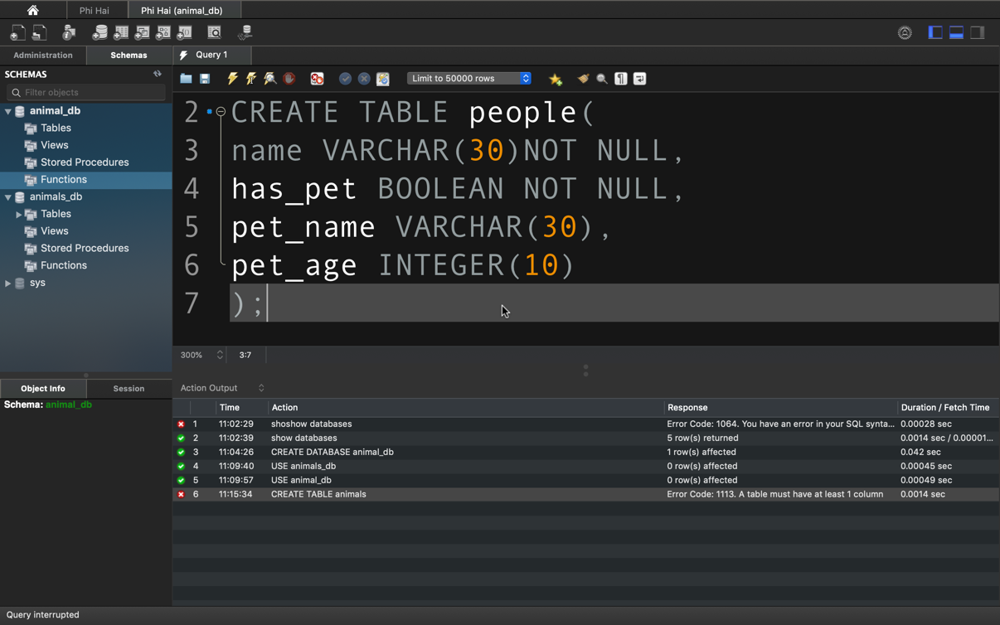 Phi Hai
Phi Hai (animal_db)
Administration
Schemas
Query 1
SCHEMAS
Filter objects
Limit to 50000 rows
animal_db
Tables
Views
Stored Procedures
Functions
animals_db
Tables
Views
Stored Procedures
Functions
sys
2 CREATE TABLE people(
3 name VARCHAR(30)NOT NULL,
4 has_pet BOOLEAN NOT NULL,
5 pet_name VARCHAR(30),
6 pet_age INTEGER(10)
7 );
300% 3:7
Object Info
Session
Schema: animal_db
Action Output
Time Action Response Duration / Fetch Time
1 11:02:29 shoshow databases Error Code: 1064. You have an error in your SQL synta... 0.00028 sec
2 11:02:39 show databases 5 row(s) returned 0.0014 sec / 0.00001...
3 11:04:26 CREATE DATABASE animal_db 1 row(s) affected 0.042 sec
4 11:09:40 USE animals_db 0 row(s) affected 0.00045 sec
5 11:09:57 USE animal_db 0 row(s) affected 0.00049 sec
6 11:15:34 CREATE TABLE animals Error Code: 1113. A table must have at least 1 column 0.0014 sec
Query interrupted